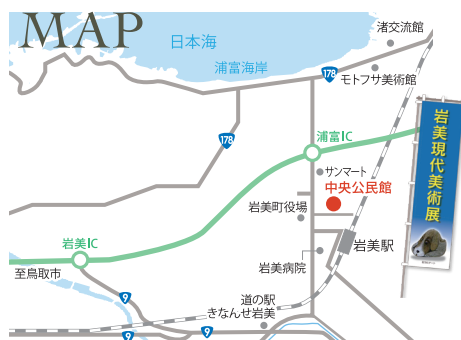 MAP
日本海
渚交流館
浦富海岸
178
モトフサ美術館
178
浦富IC
サンマート
中央公民館
岩美町役場
岩美現代美術展
岩美IC
岩美駅
至鳥取市
岩美病院
9
道の駅
きなんせ岩美
9
9